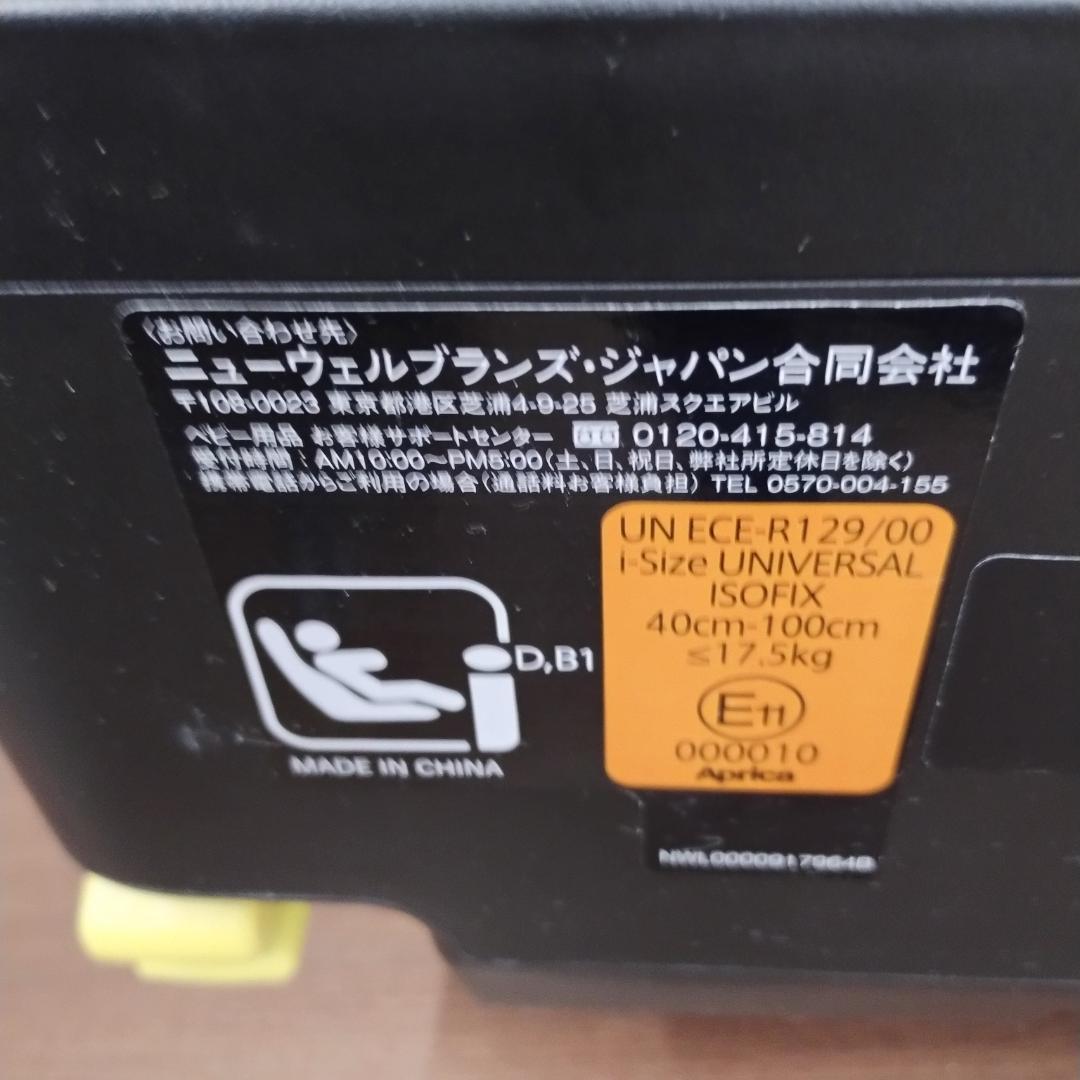 〈お問い合わせ先〉
ニューウェルブランズ・ジャパン合同会社
〒108-0023 東京都港区芝浦4-9-25 芝浦スクエアビル
ベビー用品 お客様サポートセンター 0120-415-814
受付時間：AM10:00～PM5:00(土、日、祝日、弊社所定休日を除く)
携帯電話からご利用の場合(通話料お客様負担) TEL 0570-004-155
UN ECE-R129/00
i-Size UNIVERSAL
ISOFIX
40cm-100cm
≤17.5kg
E11
000010
Aprica
D,B1
MADE IN CHINA